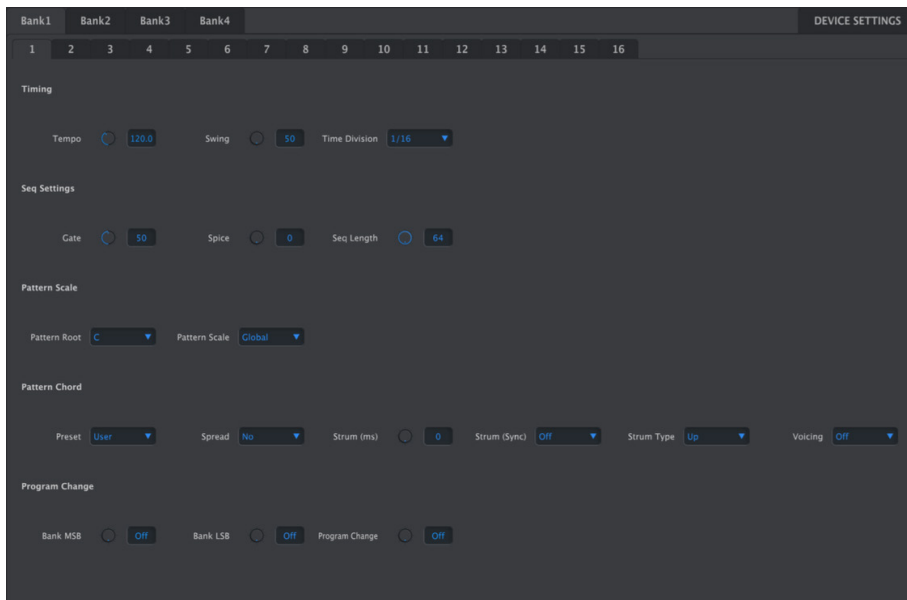 Bank1 Bank2 Bank3 Bank4 DEVICE SETTINGS
1 2 3 4 5 6 7 8 9 10 11 12 13 14 15 16
Timing
Tempo 120.0 Swing 50 Time Division 1/16
Seq Settings
Gate 50 Spice 0 Seq Length 64
Pattern Scale
Pattern Root C Pattern Scale Global
Pattern Chord
Preset User Spread No Strum (ms) 0 Strum (Sync) Off Strum Type Up Voicing Off
Program Change
Bank MSB Off Bank LSB Off Program Change Off